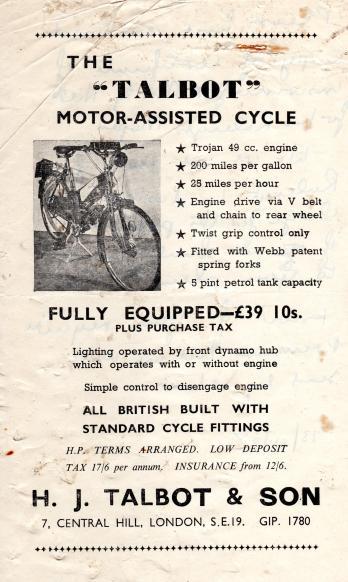 THE
“TALBOT”
MOTOR-ASSISTED CYCLE
★ Trojan 49 cc. engine
★ 200 miles per gallon
★ 25 miles per hour
★ Engine drive via V belt
and chain to rear wheel
★ Twist grip control only
★ Fitted with Webb patent
spring forks
★ 5 pint petrol tank capacity
FULLY EQUIPPED—£39 10s.
PLUS PURCHASE TAX
Lighting operated by front dynamo hub
which operates with or without engine
Simple control to disengage engine
ALL BRITISH BUILT WITH
STANDARD CYCLE FITTINGS
H.P. TERMS ARRANGED. LOW DEPOSIT
TAX 17/6 per annum. INSURANCE from 12/6.
H. J. TALBOT & SON
7, CENTRAL HILL, LONDON, S.E.19. GIP. 1780